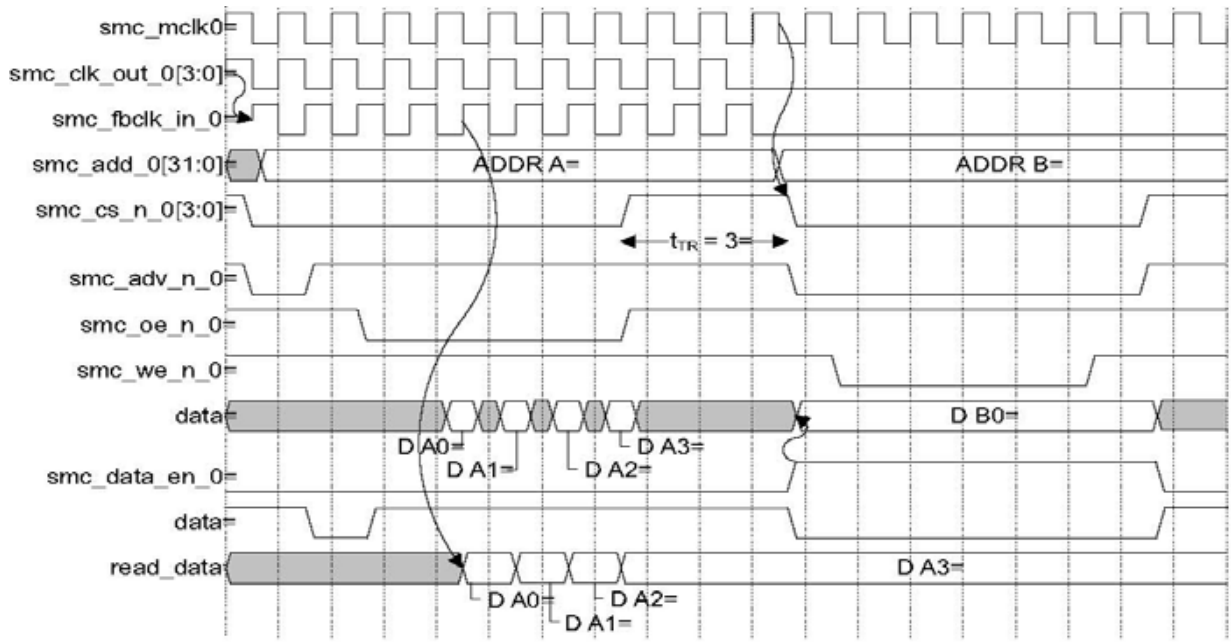 smc_mclk0
smc_clk_out_0[3:0]
smc_fbclk_in_0
smc_add_0[31:0]
ADDR A=
ADDR B=
smc_cs_n_0[3:0]
tTR = 3=
smc_adv_n_0
smc_oe_n_0
smc_we_n_0
data
D B0=
D A0=
D A1=
D A2=
D A3=
smc_data_en_0
data
read_data
D A3=
D A0=
D A1=
D A2=